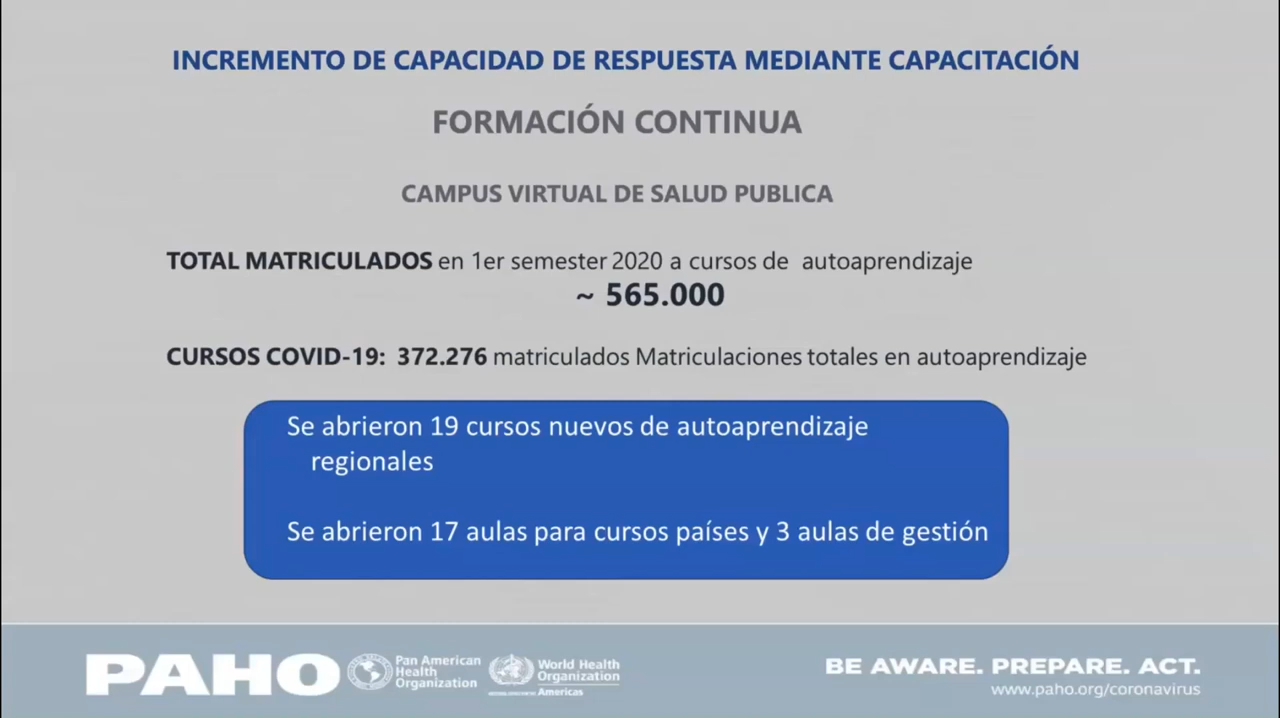 INCREMENTO DE CAPACIDAD DE RESPUESTA MEDIANTE CAPACITACIÓN
FORMACIÓN CONTINUA
CAMPUS VIRTUAL DE SALUD PUBLICA
TOTAL MATRICULADOS en 1er semester 2020 a cursos de autoaprendizaje
~ 565.000
CURSOS COVID-19: 372.276 matriculados Matriculaciones totales en autoaprendizaje
Se abrieron 19 cursos nuevos de autoaprendizaje
regionales
Se abrieron 17 aulas para cursos países y 3 aulas de gestión
PAHO
Pan American
Health
Organization
World Health
Organization
Americas
BE AWARE. PREPARE. ACT.
www.paho.org/coronavirus